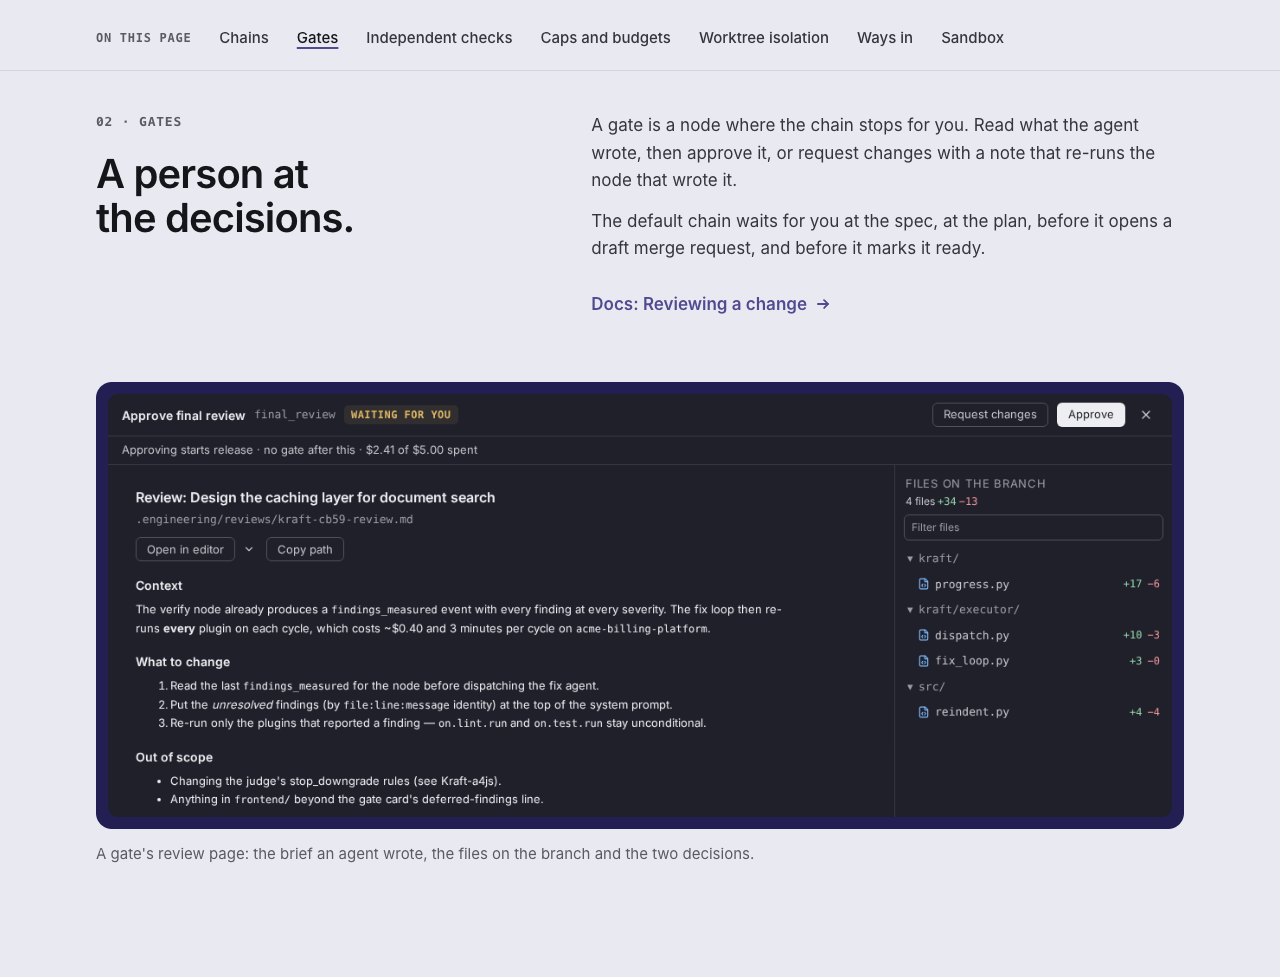 ON THIS PAGE Chains Gates Independent checks Caps and budgets Worktree isolation Ways in Sandbox
02 · GATES
A person at
the decisions.
A gate is a node where the chain stops for you. Read what the agent
wrote, then approve it, or request changes with a note that re-runs the
node that wrote it.
The default chain waits for you at the spec, at the plan, before it opens a
draft merge request, and before it marks it ready.
Docs: Reviewing a change →
Approve final review final_review WAITING FOR YOU Request changes Approve ×
Approving starts release · no gate after this · $2.41 of $5.00 spent
Review: Design the caching layer for document search
.engineering/reviews/kraft-cb59-review.md
Open in editor Copy path
Context
The verify node already produces a findings_measured event with every finding at every severity. The fix loop then re-
runs every plugin on each cycle, which costs ~$0.40 and 3 minutes per cycle on acme-billing-platform.
What to change
1. Read the last findings_measured for the node before dispatching the fix agent.
2. Put the unresolved findings (by file:line:message identity) at the top of the system prompt.
3. Re-run only the plugins that reported a finding — on.lint.run and on.test.run stay unconditional.
Out of scope
• Changing the judge's stop_downgrade rules (see Kraft-a4js).
• Anything in frontend/ beyond the gate card's deferred-findings line.
FILES ON THE BRANCH
4 files +34 −13
Filter files
▾ kraft/
progress.py +17 −6
▾ kraft/executor/
dispatch.py +10 −3
fix_loop.py +3 −0
▾ src/
reindent.py +4 −4
A gate's review page: the brief an agent wrote, the files on the branch and the two decisions.